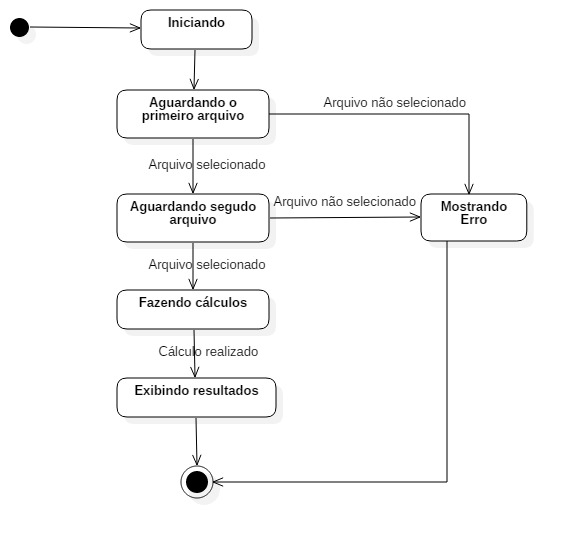 Iniciando
Aguardando o
primeiro arquivo
Arquivo não selecionado
Arquivo selecionado
Aguardando segudo
arquivo
Arquivo não selecionado
Mostrando
Erro
Arquivo selecionado
Fazendo cálculos
Cálculo realizado
Exibindo resultados